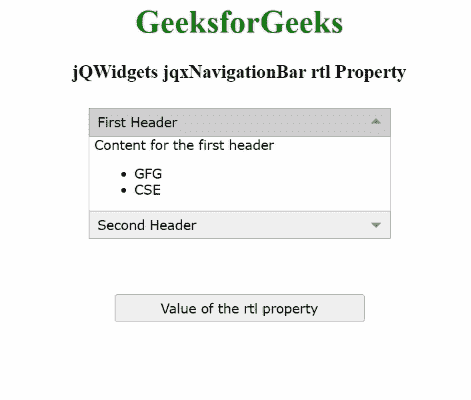 GeeksforGeeks
jQWidgets jqxNavigationBar rtl Property
First Header
Content for the first header
GFG
CSE
Second Header
Value of the rtl property